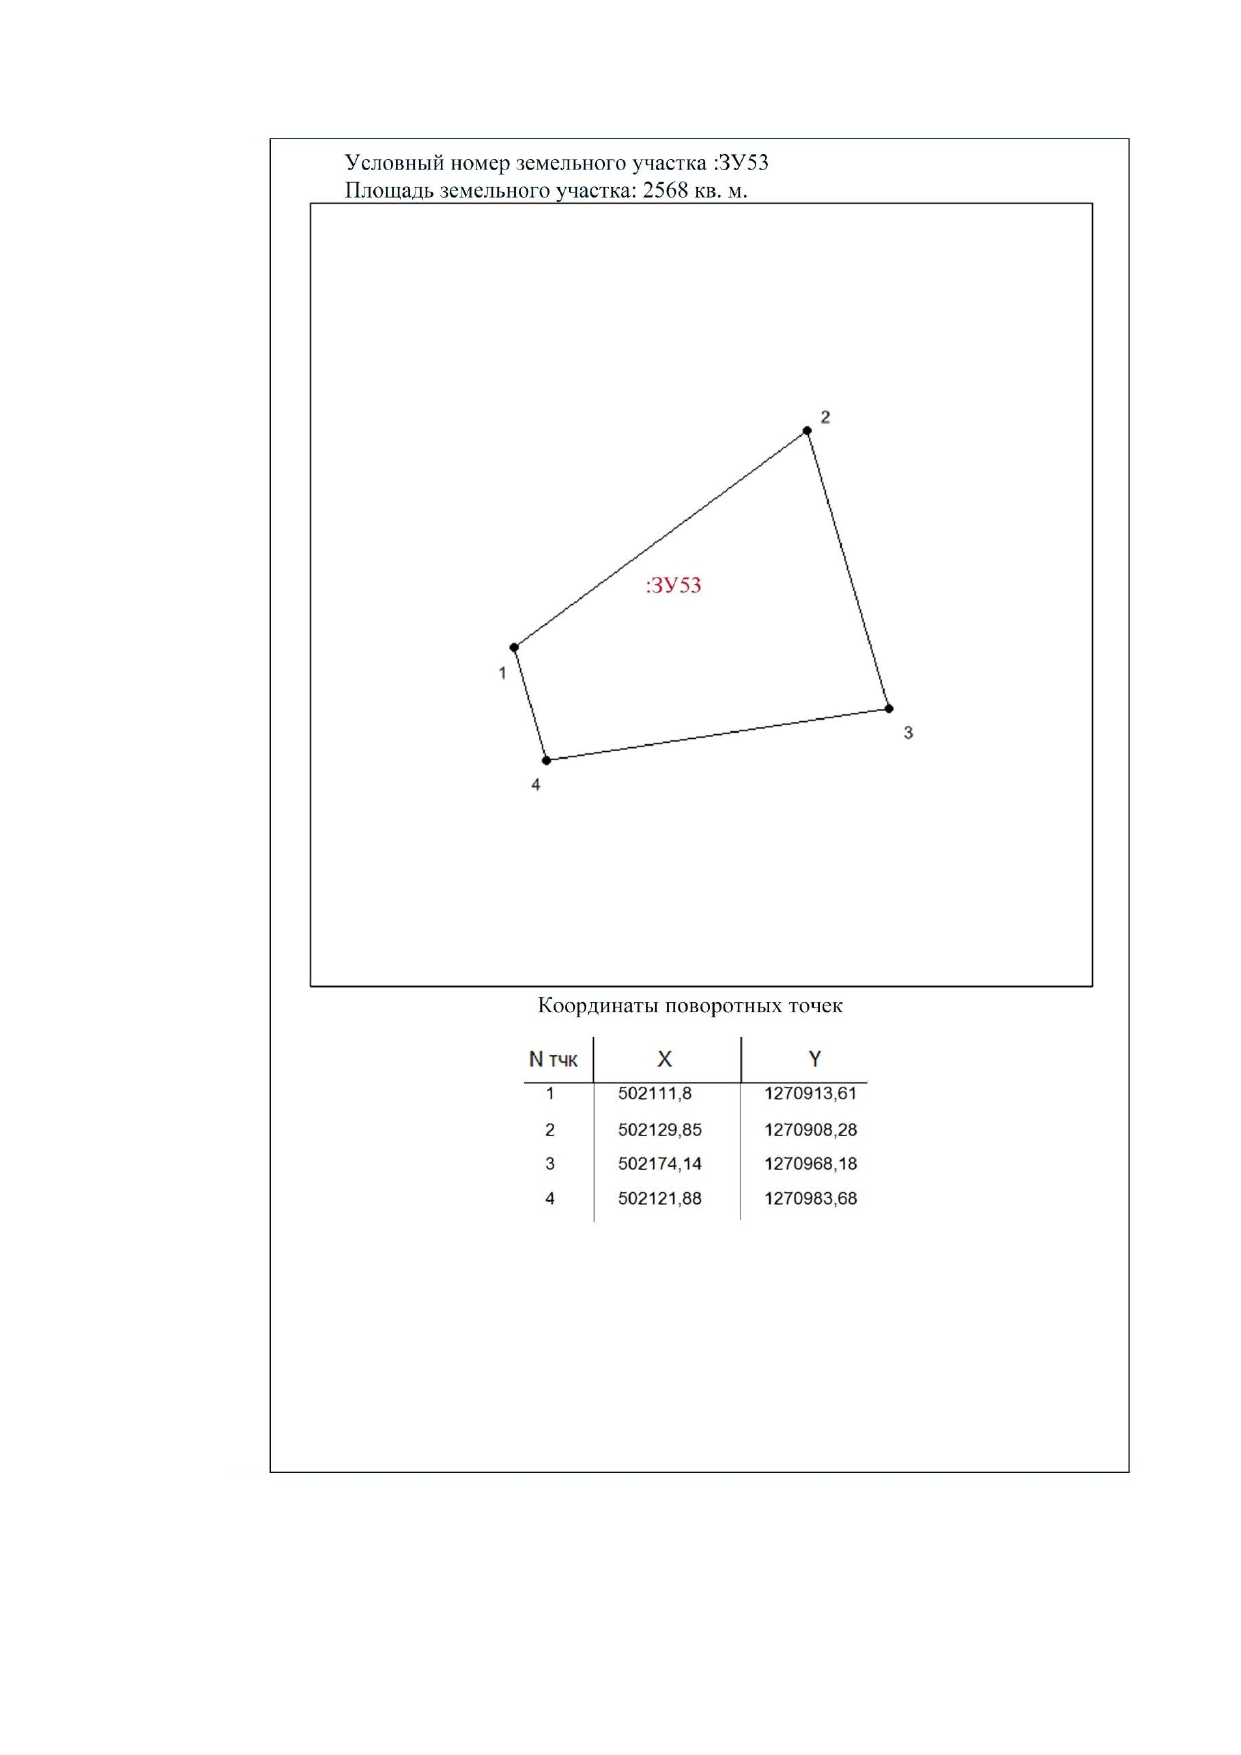 Условный номер земельного участка :ЗУ53
Площадь земельного участка: 2568 кв. м.
2
:ЗУ53
1
3
4
Координаты поворотных точек
N тчк X Y
1 502111,8 1270913,61
2 502129,85 1270908,28
3 502174,14 1270968,18
4 502121,88 1270983,68